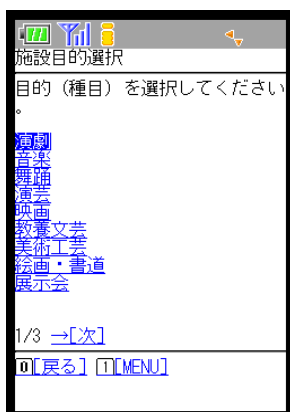 施設目的選択
目的（種目）を選択してください
。
演劇
音楽
舞踊
演芸
映画
教養文芸
美術工芸
絵画・書道
展示会
1/3 →[次]
0[戻る] 1[MENU]